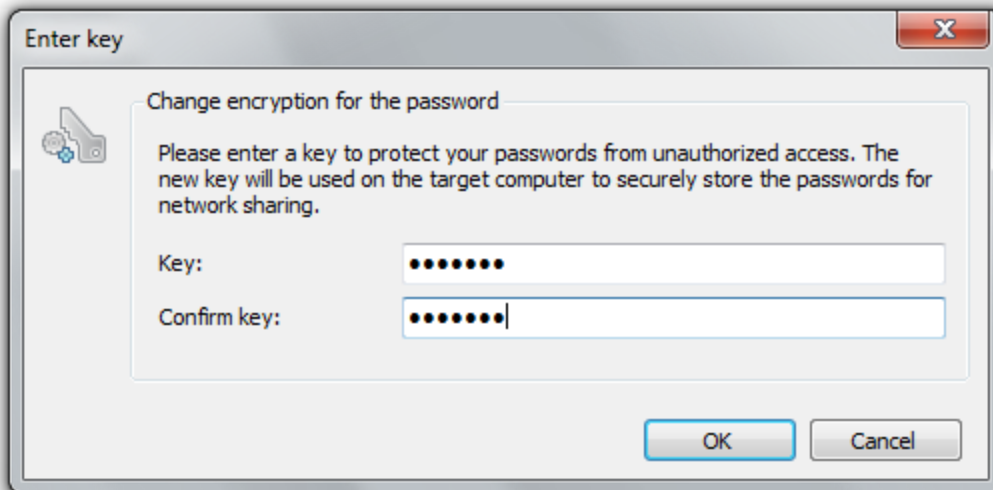 Enter key
Change encryption for the password
Please enter a key to protect your passwords from unauthorized access. The
new key will be used on the target computer to securely store the passwords for
network sharing.
Key: •••••••
Confirm key: •••••••
OK Cancel